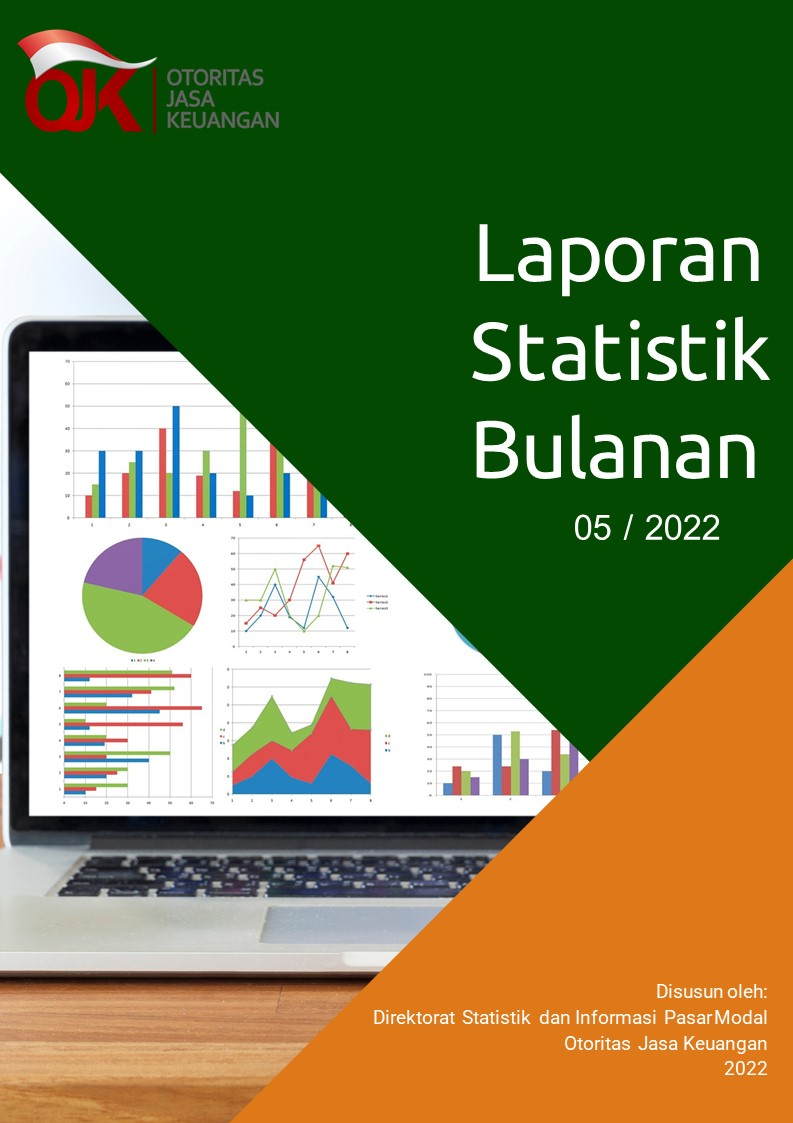 OJK
OTORITAS
JASA
KEUANGAN
Laporan
Statistik
Bulanan
05 / 2022
Disusun oleh:
Direktorat Statistik dan Informasi Pasar Modal
Otoritas Jasa Keuangan
2022